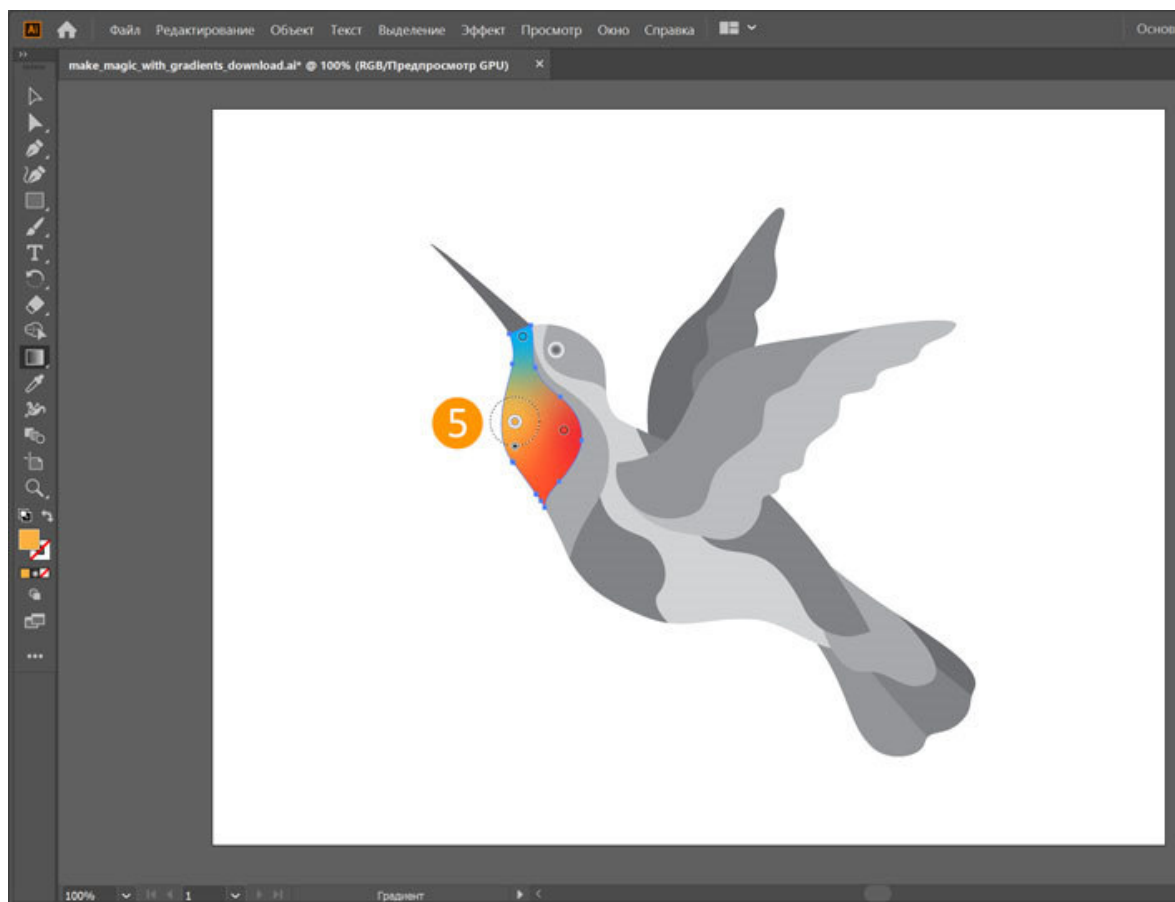 Ai Файл Редактирование Объект Текст Выделение Эффект Просмотр Окно Справка Основ
make_magic_with_gradients_download.ai* @ 100% (RGB/Предпросмотр GPU) ×
5
100% 1 Градиент